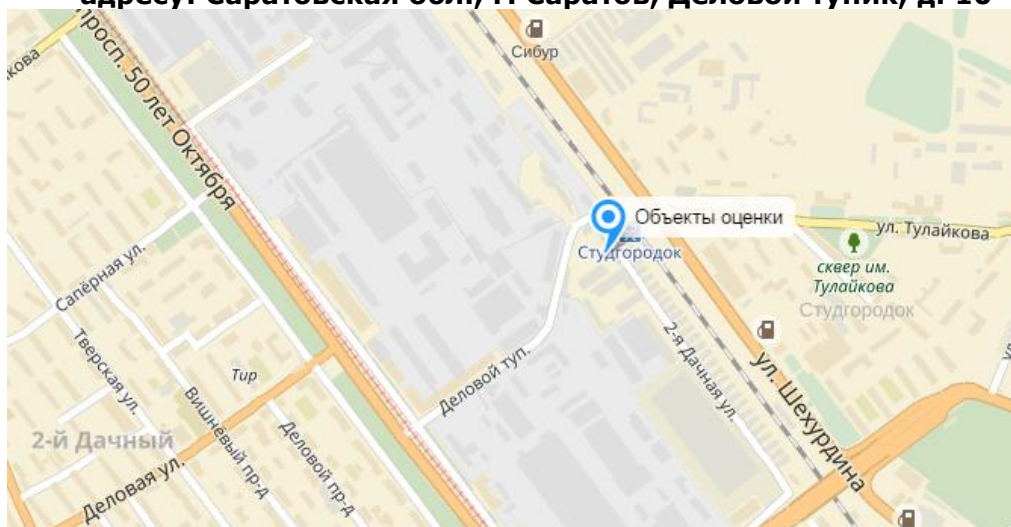 адресу: Саратовская обл., г. Саратов, Деловой тупик, д. 16
просп. 50 лет Октября
Сибур
Объекты оценки
Студгородок
ул. Тулайкова
сквер им.
Тулайкова
Студгородок
Сапёрная ул.
Тверская ул.
Тир
Вишнёвый пр-д
Деловой пр-д
Деловой туп.
2-я Дачная ул.
ул. Шехурдина
2-й Дачный
Деловая ул.